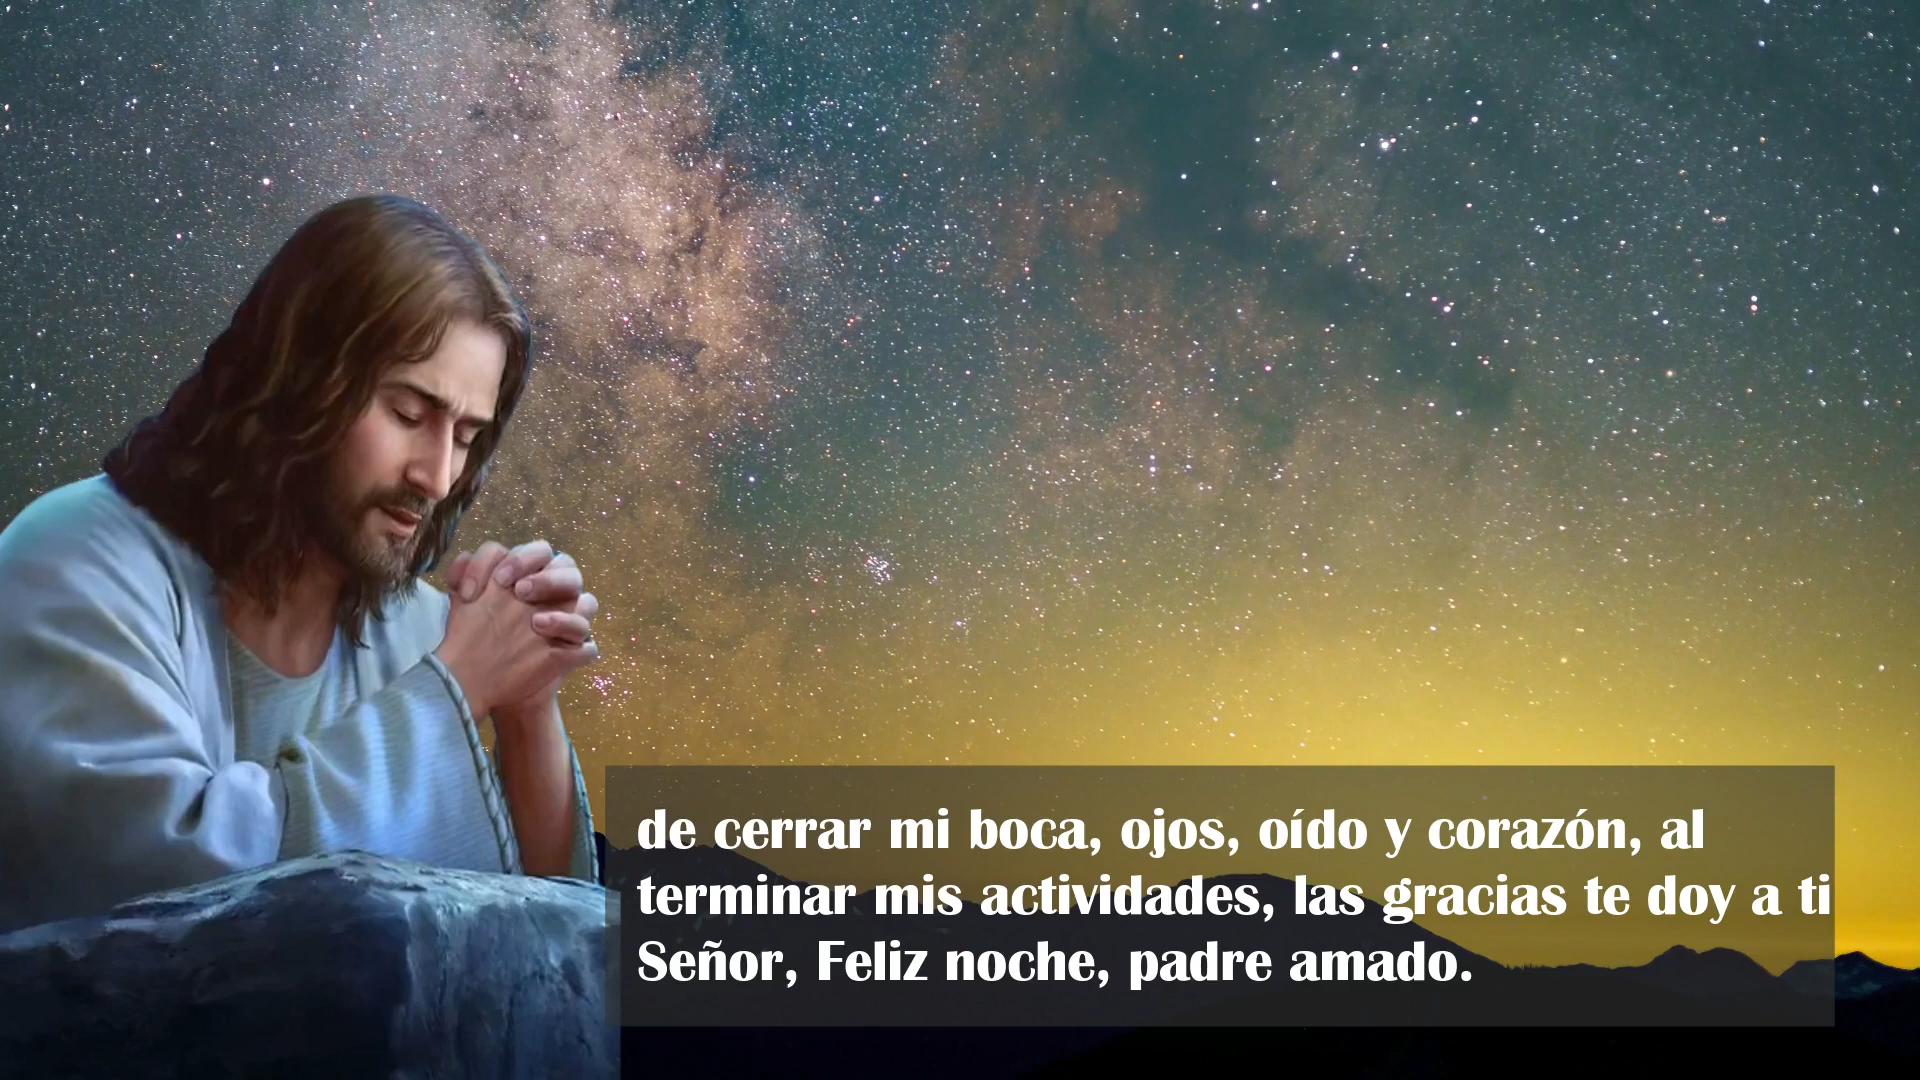 de cerrar mi boca, ojos, oído y corazón, al
terminar mis actividades, las gracias te doy a ti
Señor, Feliz noche, padre amado.